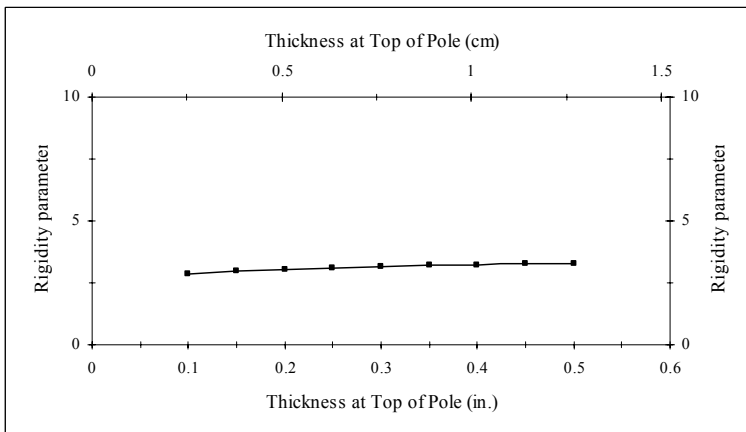 Thickness at Top of Pole (cm)
0 0.5 1 1.5
10 10
Rigidity parameter
Rigidity parameter
5 5
0 0
0 0.1 0.2 0.3 0.4 0.5 0.6
Thickness at Top of Pole (in.)